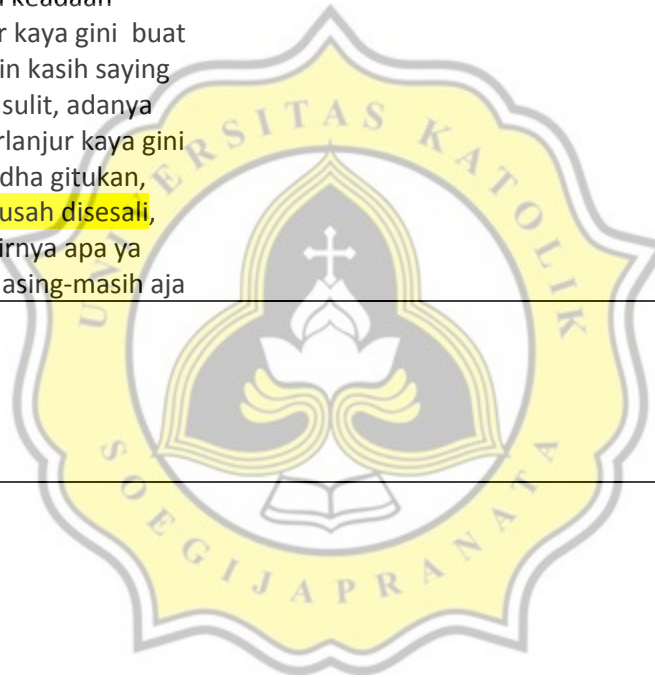 keadaan
r kaya gini buat
in kasih saying
sulit, adanya
rlanjur kaya gini
dha gitukan,
usah disesali,
irnya apa ya
asing-masih aja
UNIVERSITAS KATOLIK
SOEGIJAPRANATA